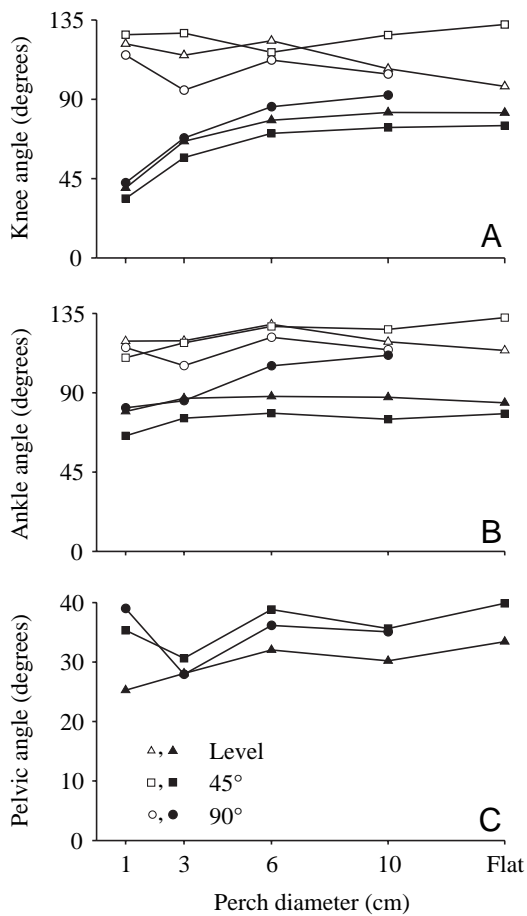 135
90
45
0
Knee angle (degrees)
A
135
90
45
0
Ankle angle (degrees)
B
40
30
20
10
0
Pelvic angle (degrees)
, Level
, 45°
, 90°
C
1 3 6 10 Flat
Perch diameter (cm)